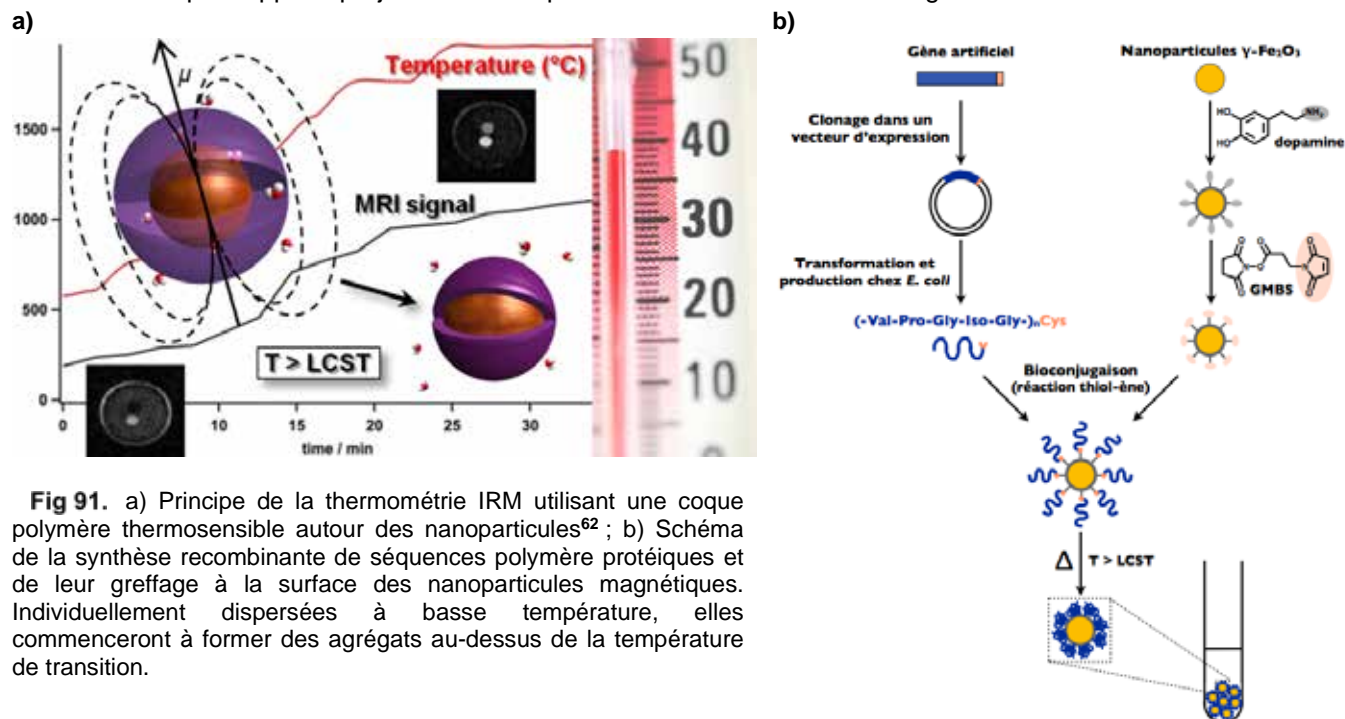 a)
1500
1000
500
0
0
10
20
30
time / min
μ
Temperature (°C)
MRI signal
T > LCST
50
40
30
20
10
Fig 91. a) Principe de la thermométrie IRM utilisant une coque
polymère thermosensible autour des nanoparticules62 ; b) Schéma
de la synthèse recombinante de séquences polymère protéiques et
de leur greffage à la surface des nanoparticules magnétiques.
Individuellement dispersées à basse température, elles
commenceront à former des agrégats au-dessus de la température
de transition.
b)
Gène artificiel
Clonage dans un
vecteur d'expression
Transformation et
production chez E. coli
(-Val-Pro-Gly-Iso-Gly-)nCys
Nanoparticules γ-Fe2O3
HO
HO
NH2
dopamine
O
O
N
O
O
N
O
O
GMBS
Bioconjugaison
(réaction thiol-ène)
Δ
T > LCST